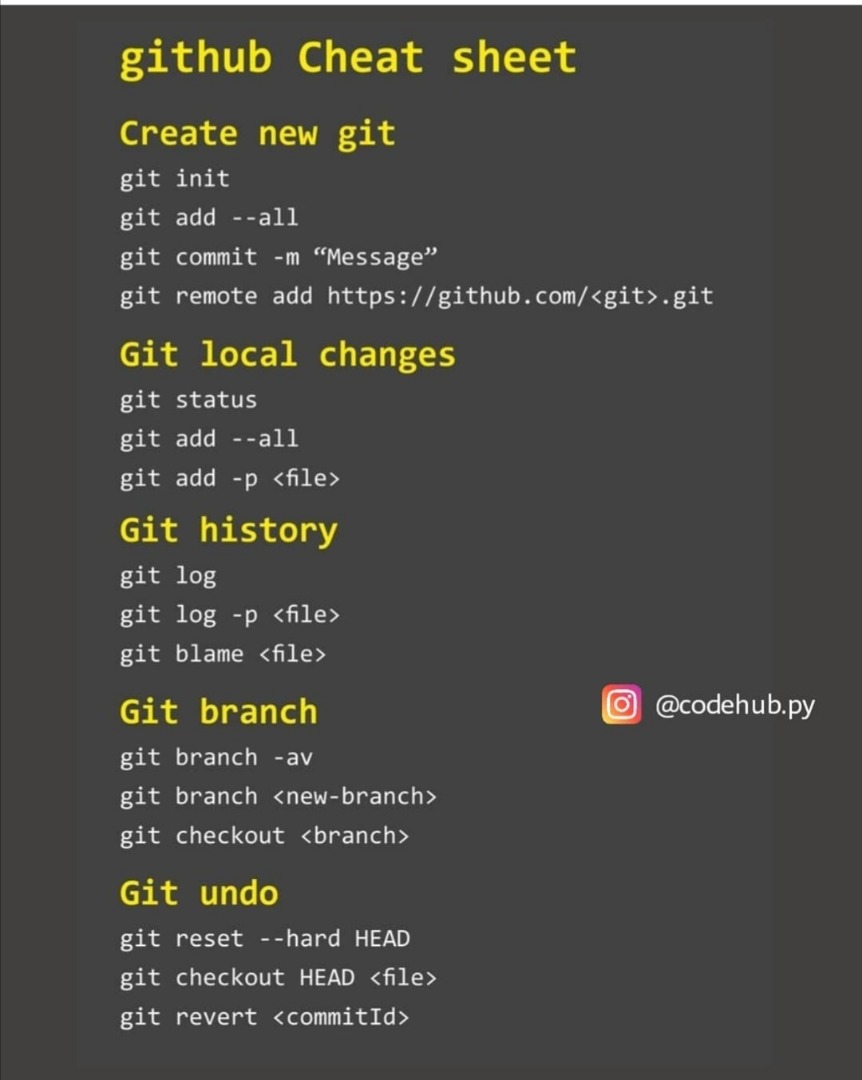 github Cheat sheet
Create new git
git init
git add --all
git commit -m “Message”
git remote add https://github.com/<git>.git
Git local changes
git status
git add --all
git add -p <file>
Git history
git log
git log -p <file>
git blame <file>
@codehub.py
Git branch
git branch -av
git branch <new-branch>
git checkout <branch>
Git undo
git reset --hard HEAD
git checkout HEAD <file>
git revert <commitId>